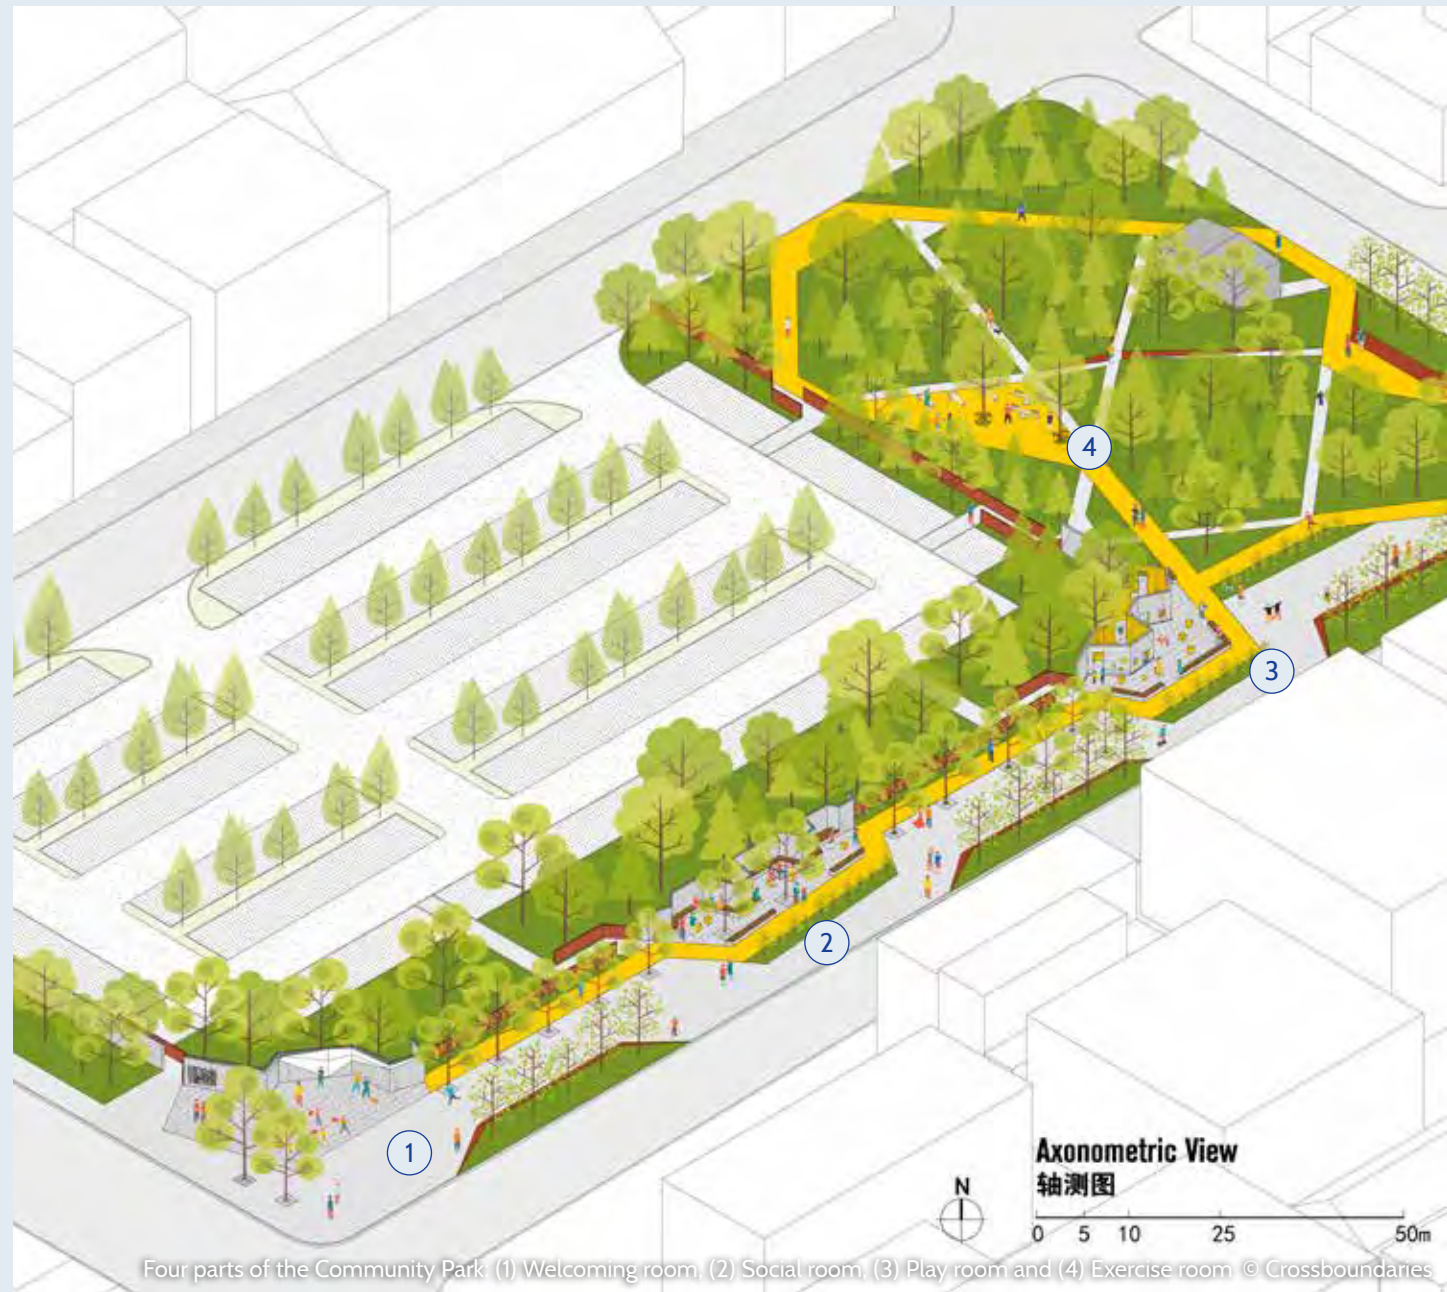 4
3
2
1
N
Axonometric View
轴测图
0 5 10 25 50m
Four parts of the Community Park: (1) Welcoming room, (2) Social room, (3) Play room and (4) Exercise room © Crossboundaries